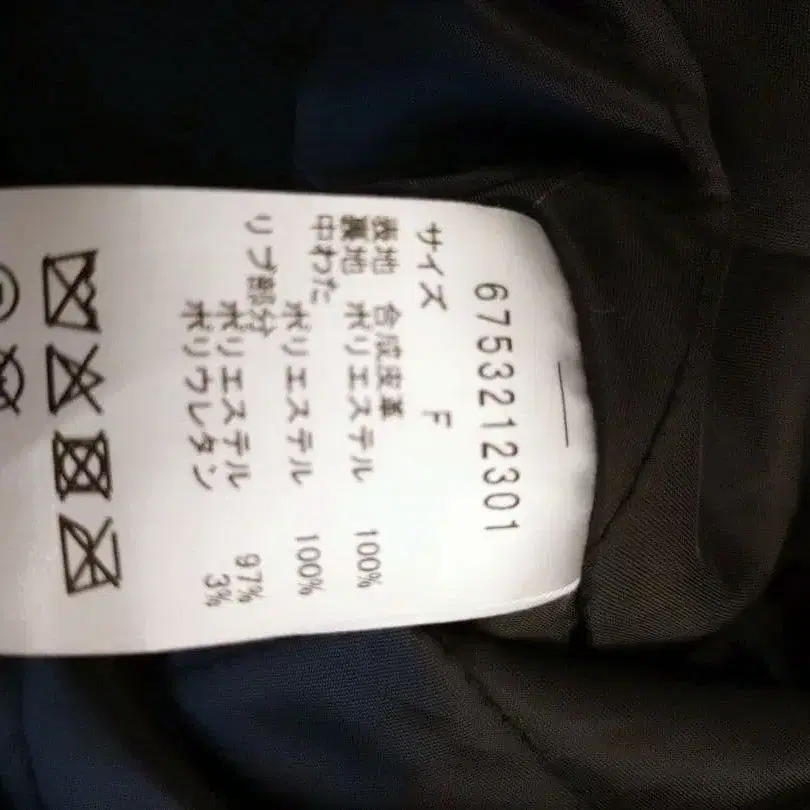 6753212301
サイズ F
表地 合成皮革
裏地 ポリエステル 100%
中わた
ポリエステル 100%
リブ部分
ポリエステル 97%
ポリウレタン 3%